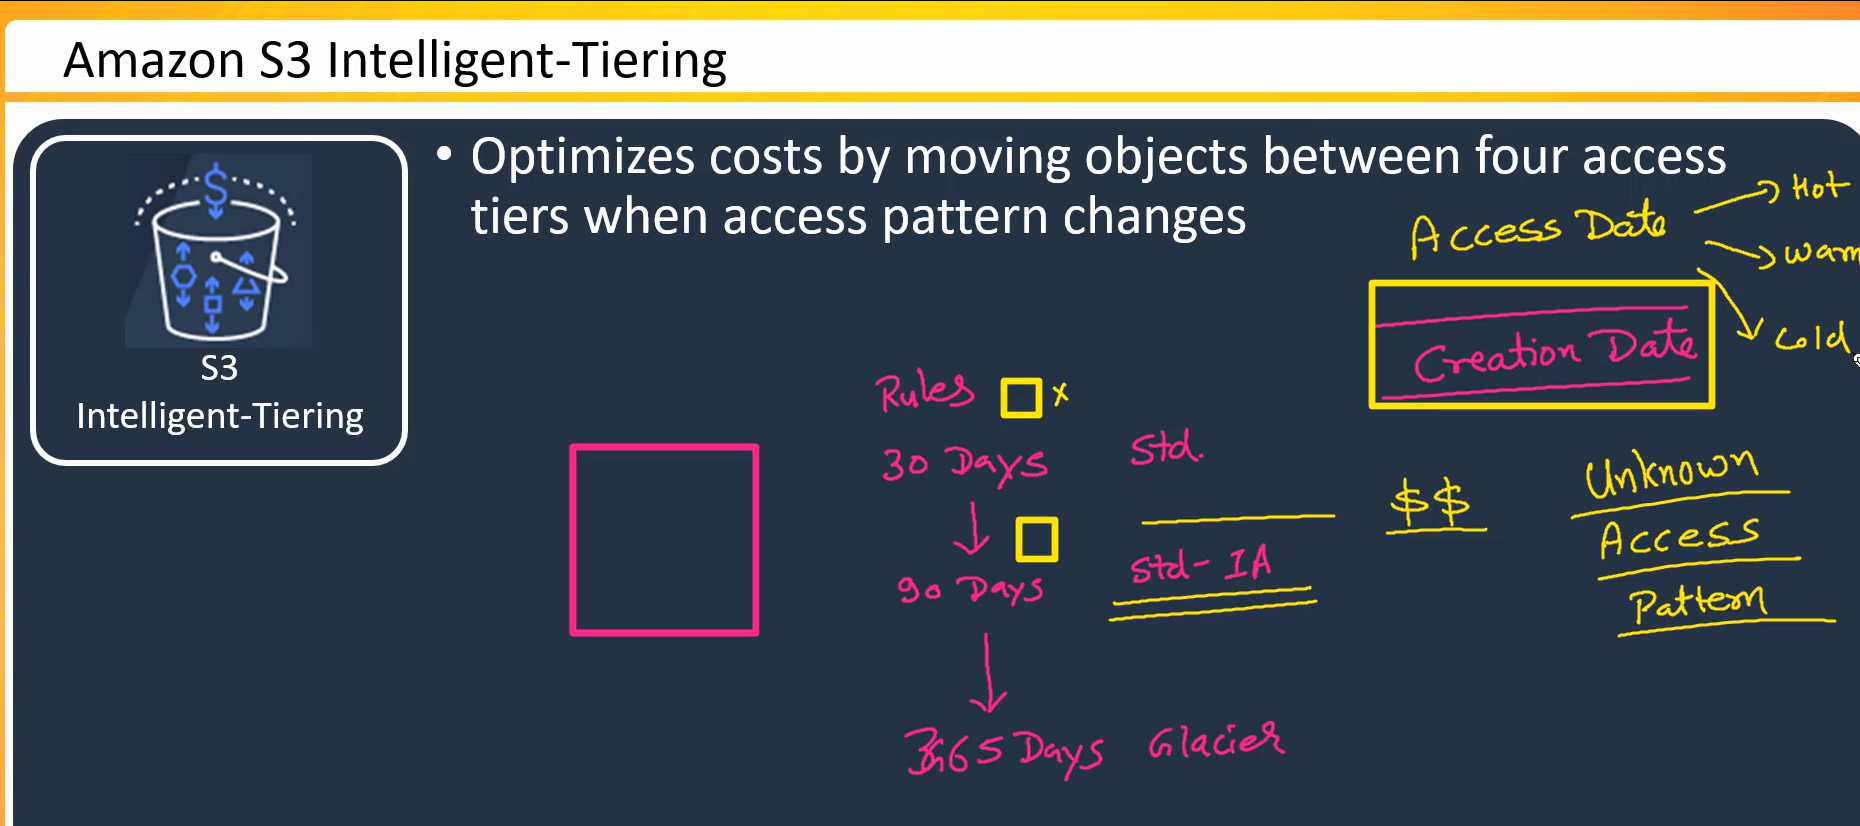 Amazon S3 Intelligent-Tiering
S3
Intelligent-Tiering
• Optimizes costs by moving objects between four access
tiers when access pattern changes
Access Date
Hot
Warm
Cold
Creation Date
Rules x
30 Days Std.
90 Days Std-IA
365 Days Glacier
$$
Unknown
Access
Pattern